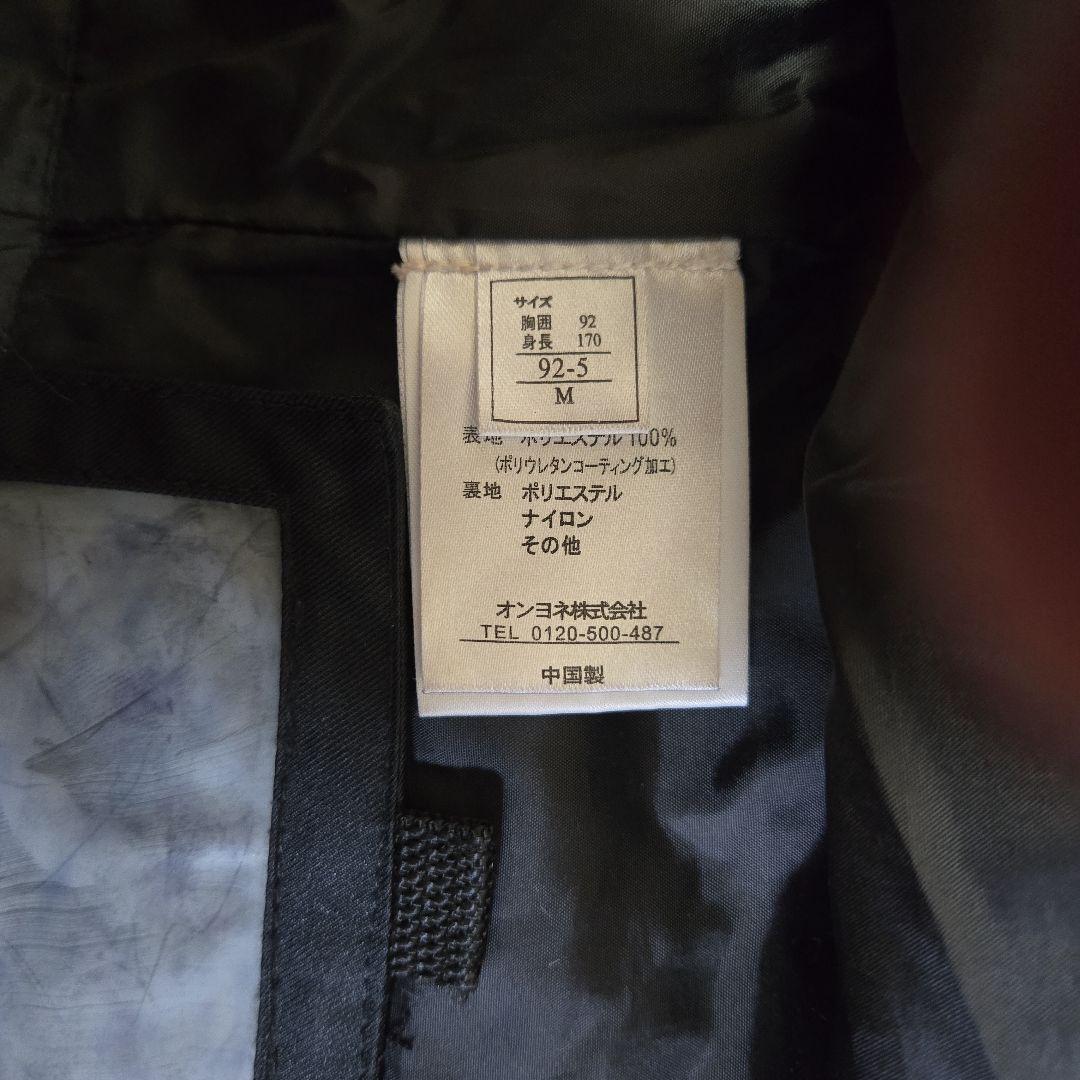 サイズ
胸囲 92
身長 170
92-5
M
表地 ポリエステル 100%
(ポリウレタンコーティング加工)
裏地 ポリエステル
ナイロン
その他
オンヨネ株式会社
TEL 0120-500-487
中国製